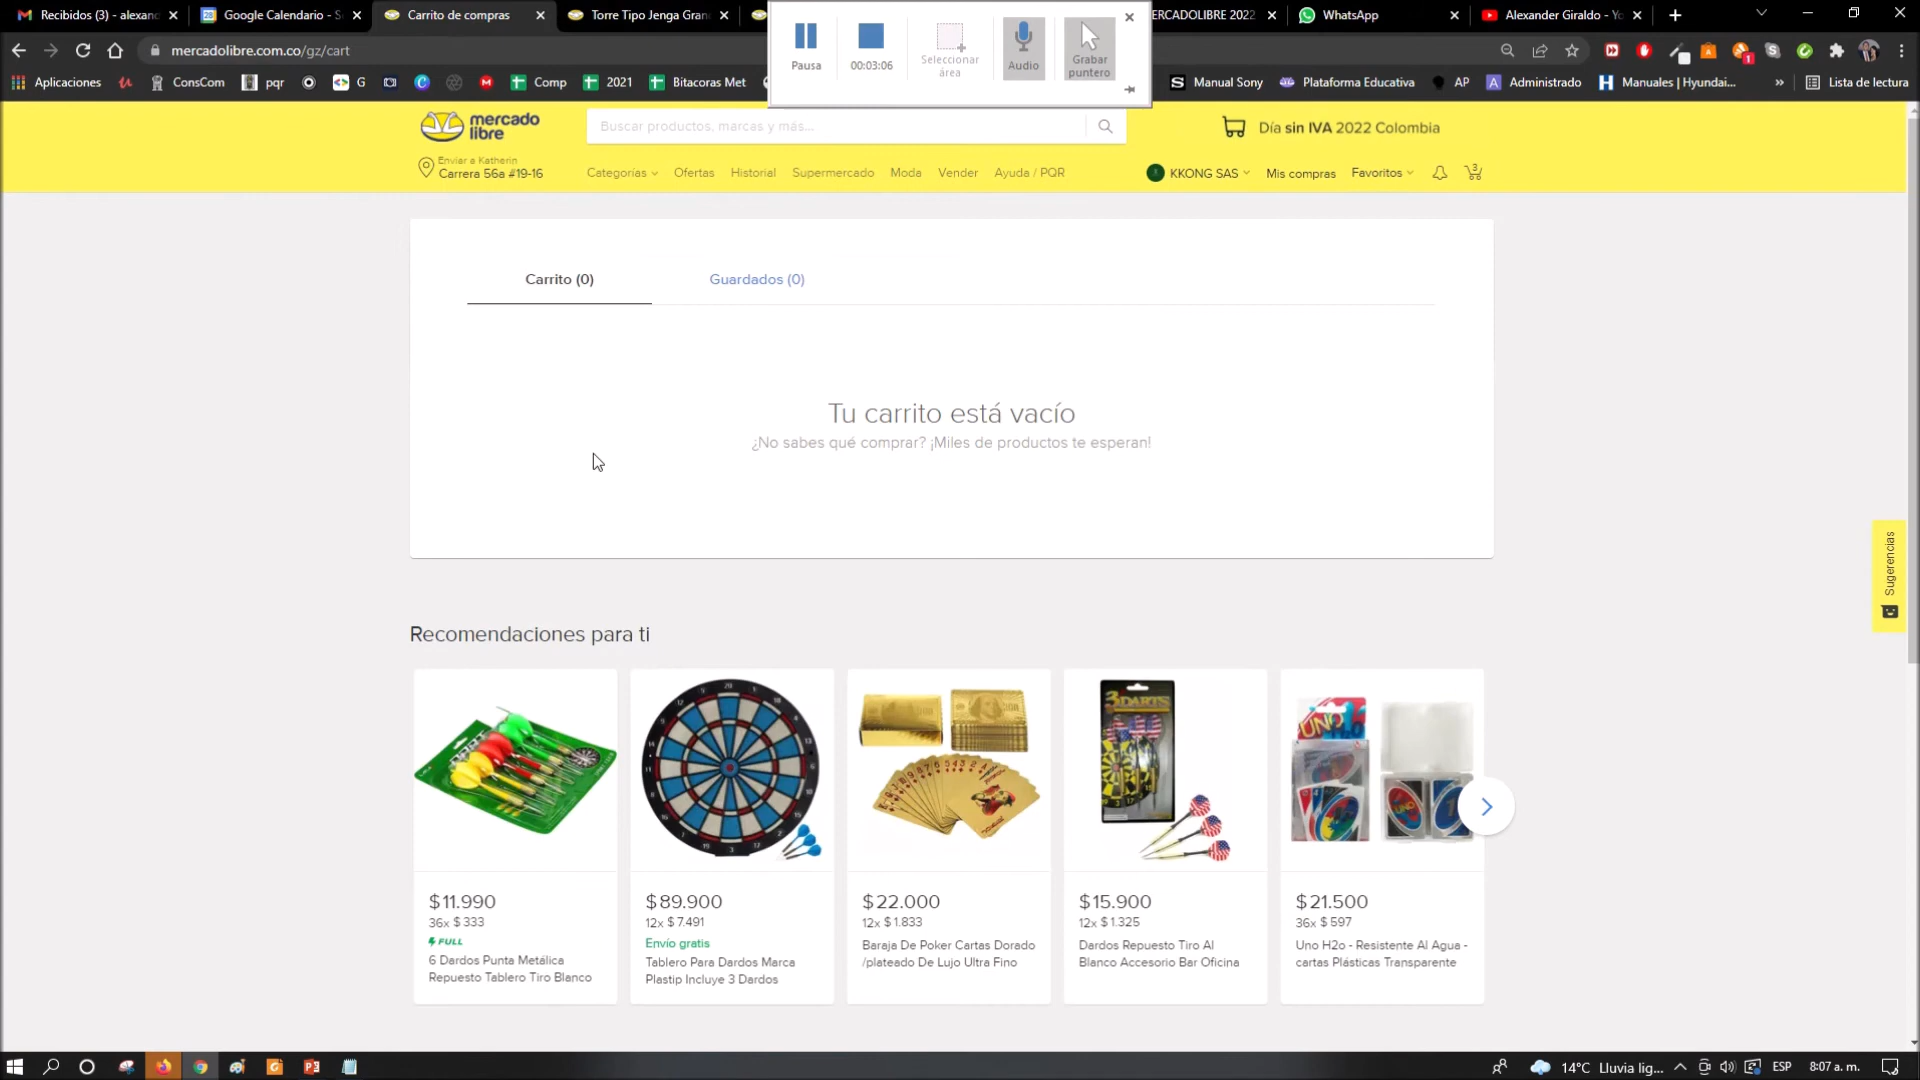 Recibidos (3) - alexan
Google Calendario - S
Carrito de compras
Torre Tipo Jenga Gran
ERCADOLIBRE 2022
WhatsApp
Alexander Giraldo - Yo
mercadolibre.com.co/gz/cart
Pausa
00:03:06
Seleccionar
área
Audio
Grabar
puntero
Aplicaciones
ConsCom
pqr
G
Comp
2021
Bitacoras Met
Manual Sony
Plataforma Educativa
AP
Administrado
Manuales | Hyundai...
Lista de lectura
mercado
libre
Buscar productos, marcas y más...
Día sin IVA 2022 Colombia
Enviar a Katherin
Carrera 56a #19-16
Categorías
Ofertas
Historial
Supermercado
Moda
Vender
Ayuda / PQR
KKONG SAS
Mis compras
Favoritos
3
Carrito (0)
Guardados (0)
Tu carrito está vacío
¿No sabes qué comprar? ¡Miles de productos te esperan!
Sugerencias
Recomendaciones para ti
3DARTS
UNO
$ 11.990
36x $ 333
FULL
6 Dardos Punta Metálica
Repuesto Tablero Tiro Blanco
$ 89.900
12x $ 7.491
Envío gratis
Tablero Para Dardos Marca
Plastip Incluye 3 Dardos
$ 22.000
12x $ 1.833
Baraja De Poker Cartas Dorado
/plateado De Lujo Ultra Fino
$ 15.900
12x $ 1.325
Dardos Repuesto Tiro Al
Blanco Accesorio Bar Oficina
$ 21.500
36x $ 597
Uno H2o - Resistente Al Agua -
cartas Plásticas Transparente
14°C Lluvia lig...
ESP
8:07 a. m.